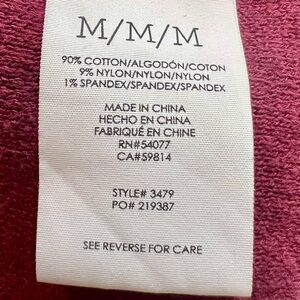 M/M/M
90% COTTON/ALGODÓN/COTON
9% NYLON/NYLON/NYLON
1% SPANDEX/SPANDEX/SPANDEX
MADE IN CHINA
HECHO EN CHINA
FABRIQUÉ EN CHINE
RN#54077
CA#59814
STYLE# 3479
PO# 219387
SEE REVERSE FOR CARE